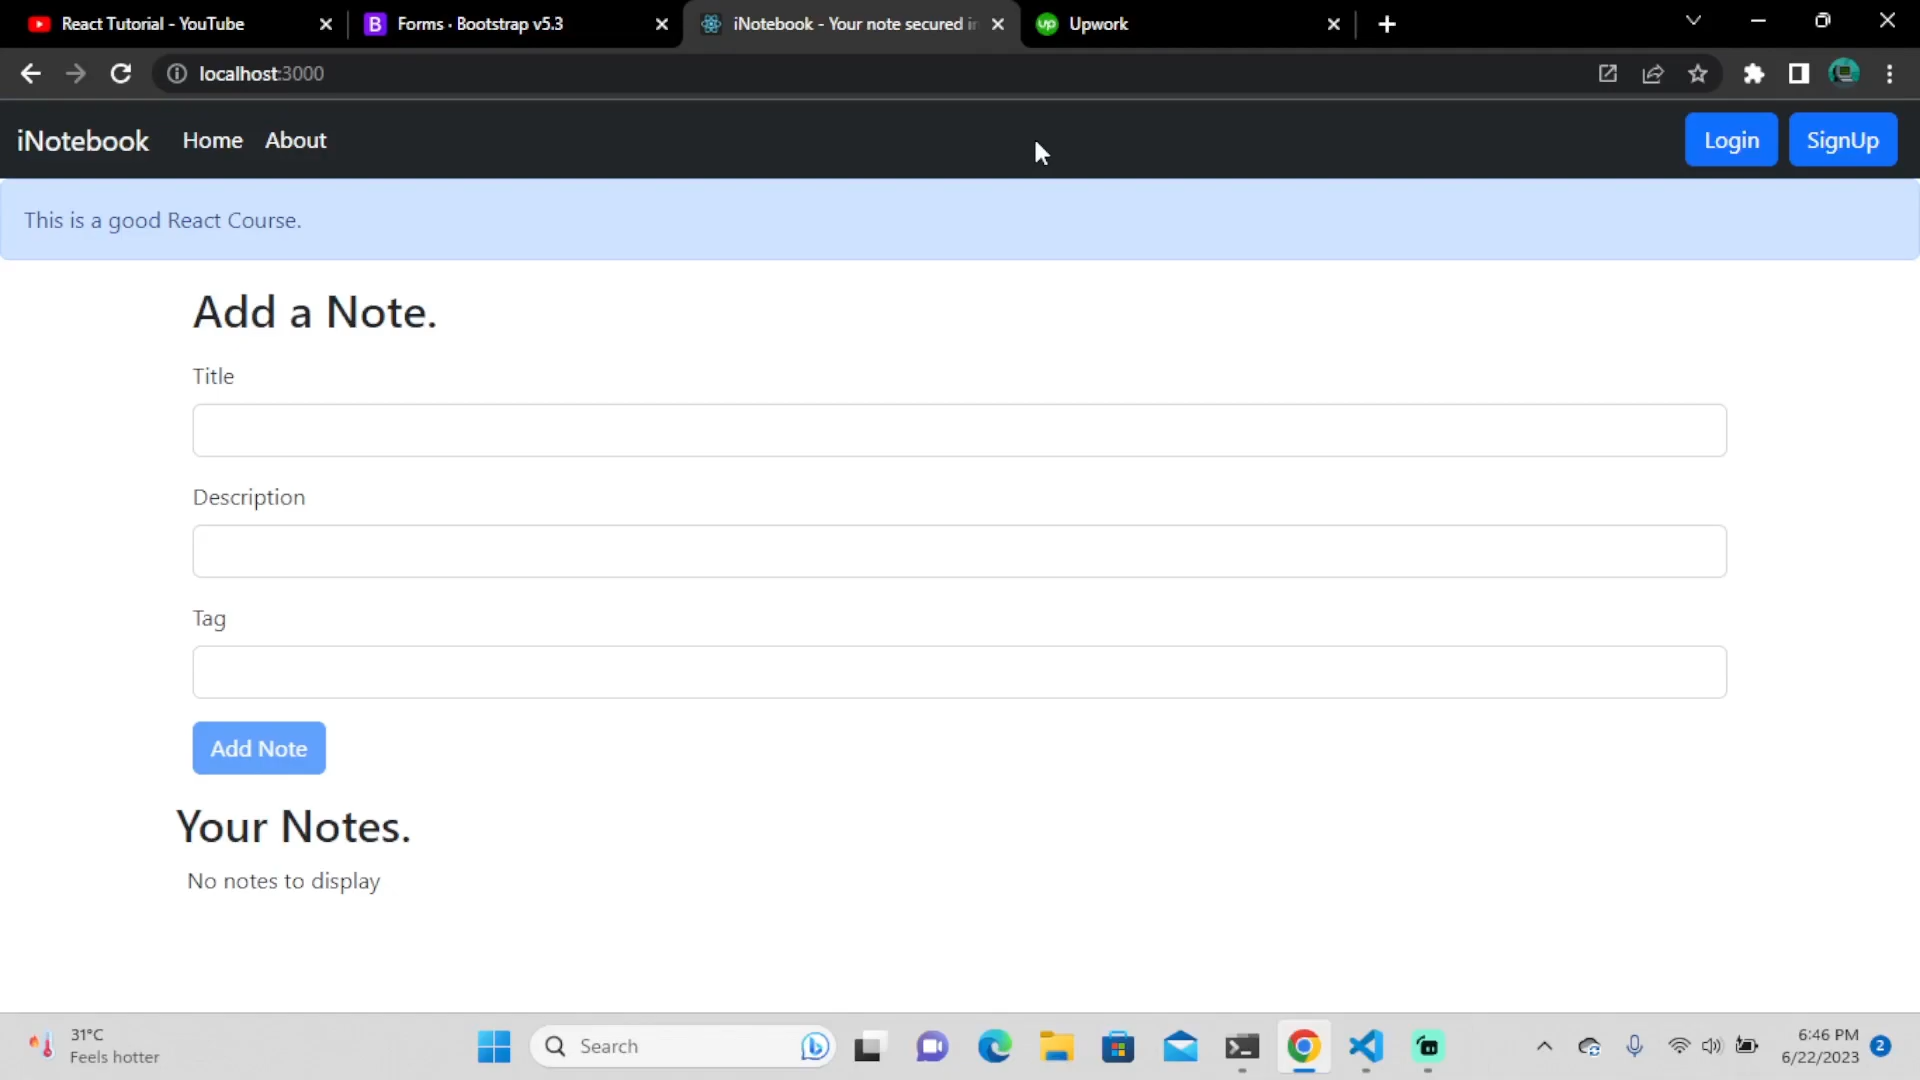 React Tutorial - YouTube
Forms · Bootstrap v5.3
iNotebook - Your note secured
Upwork
localhost:3000
iNotebook
Home
About
Login
SignUp
This is a good React Course.
Add a Note.
Title
Description
Tag
Add Note
Your Notes.
No notes to display
31°C
Feels hotter
Search
6:46 PM
6/22/2023
2